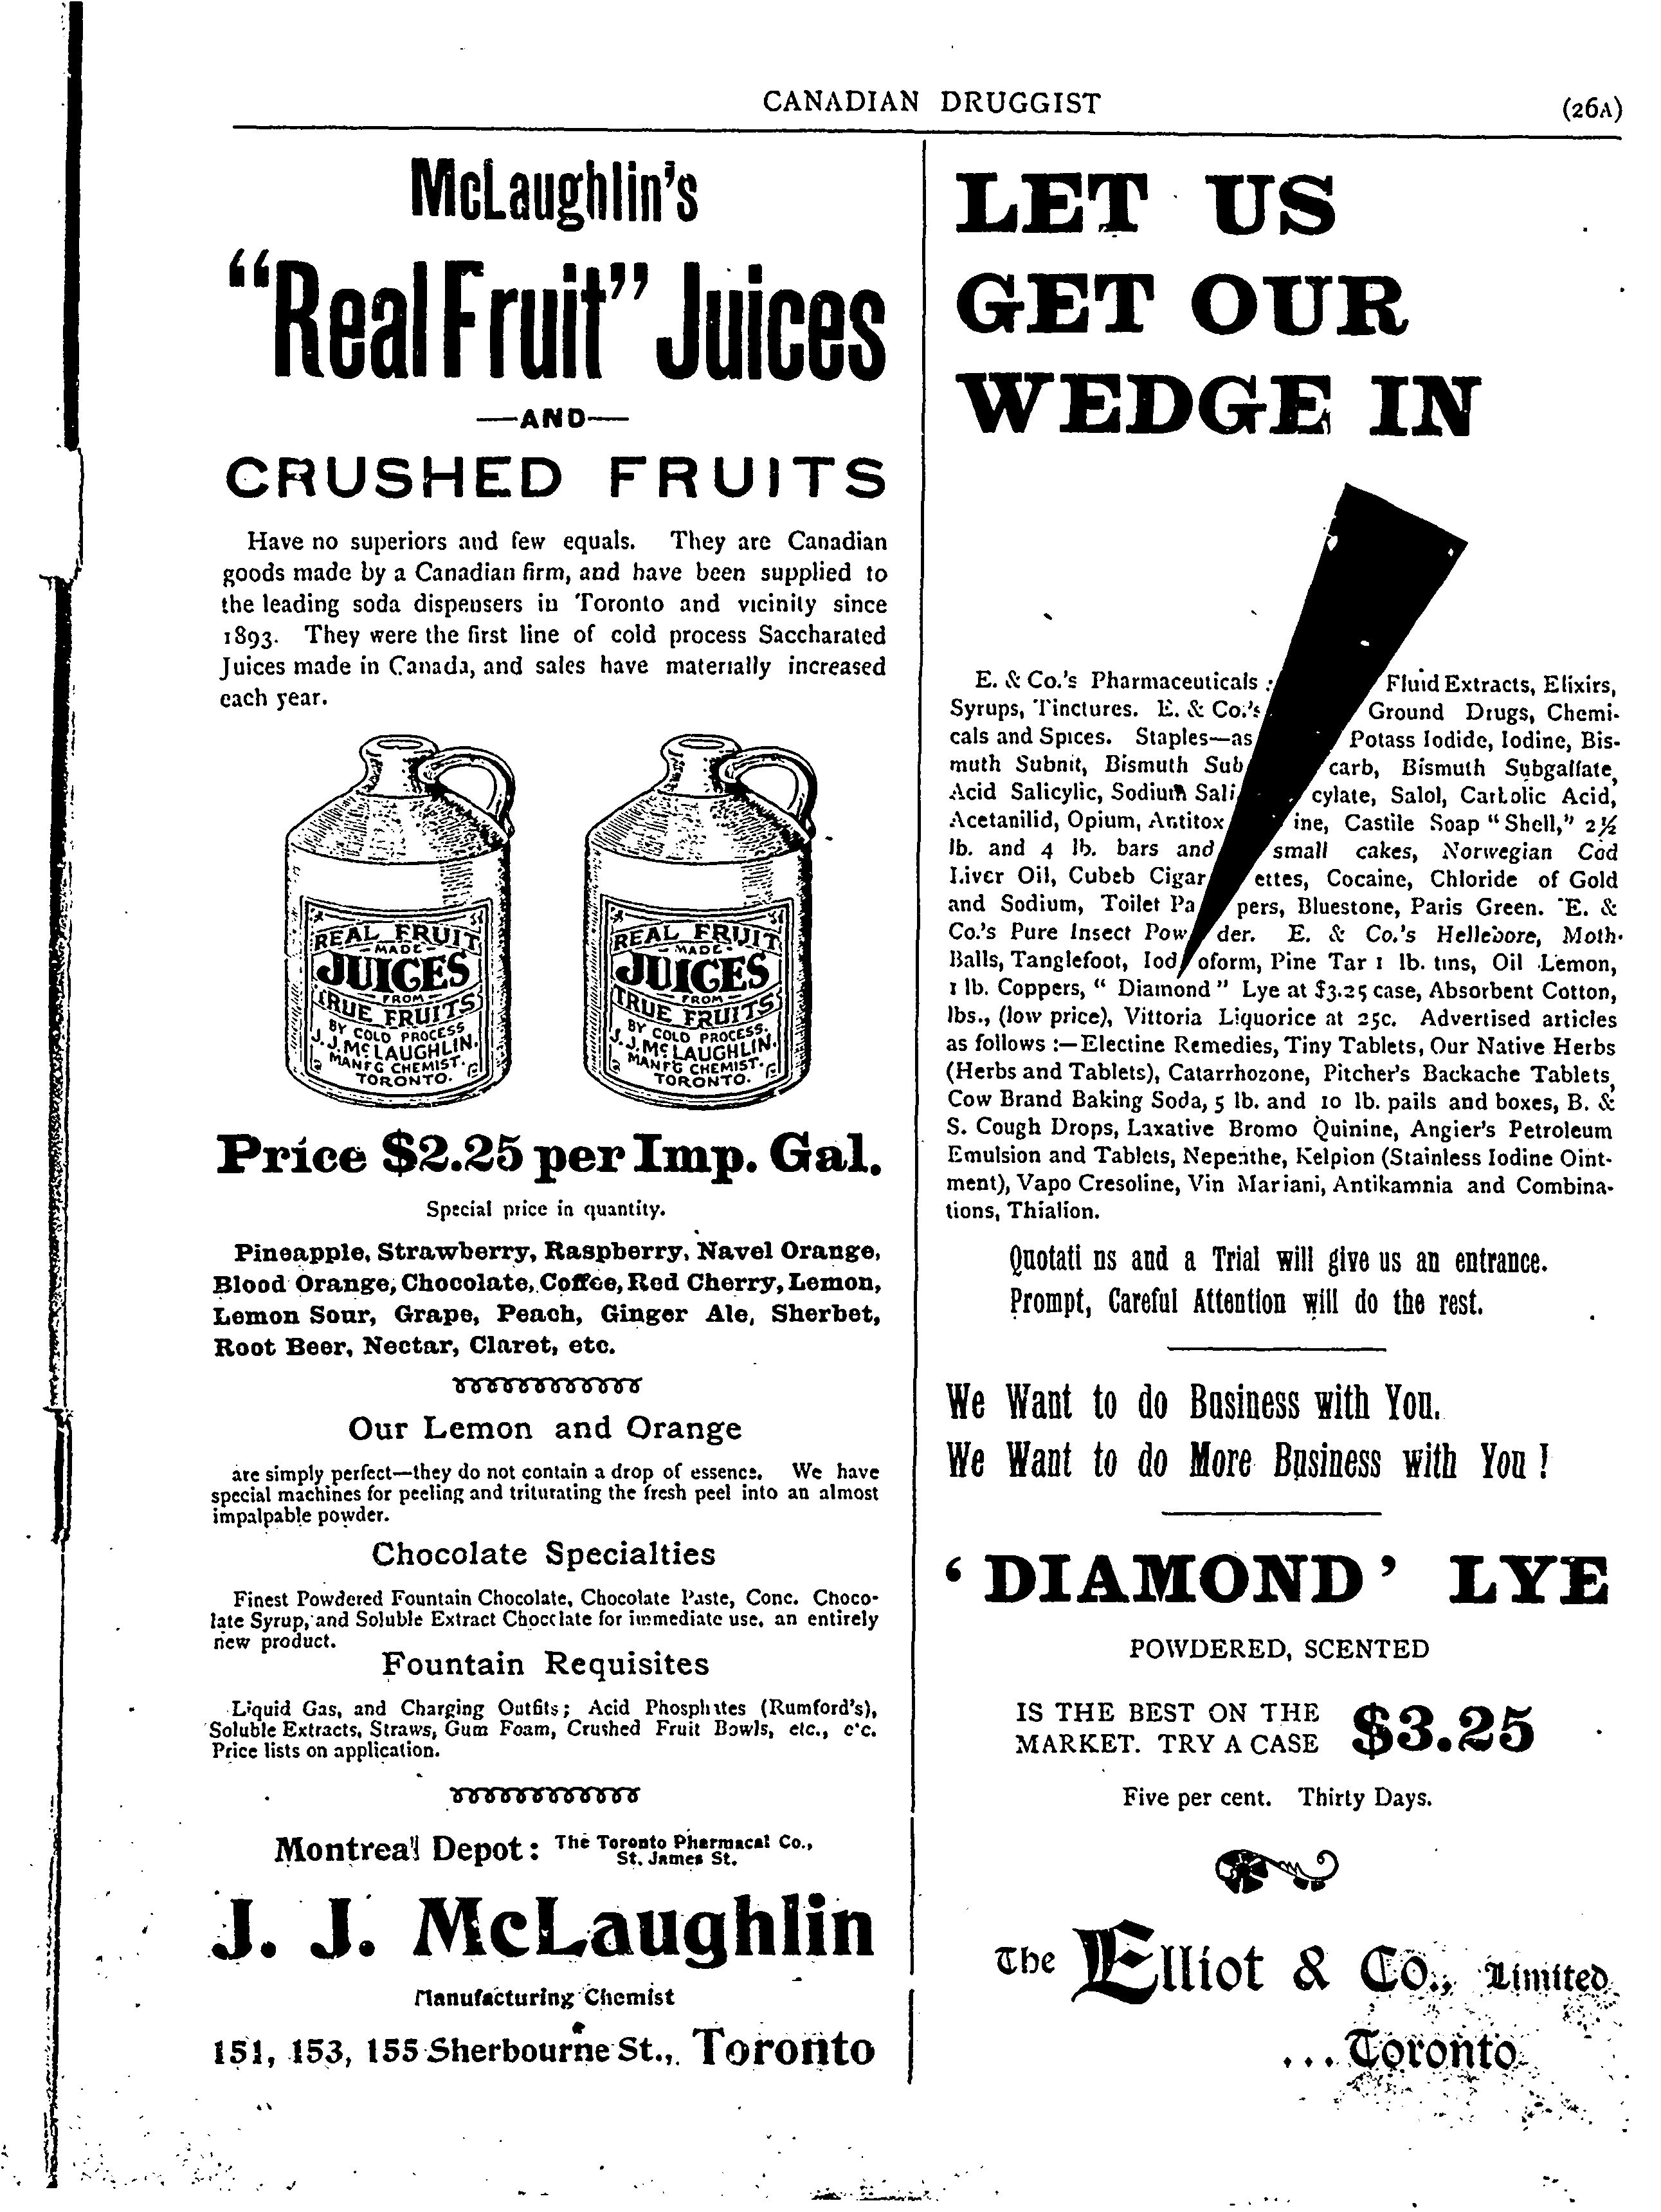 CANADIAN DRUGGIST
(26A)
McLaughlin's
"Real Fruit" Juices
—AND—
CRUSHED FRUITS
Have no superiors and few equals. They are Canadian
goods made by a Canadian firm, and have been supplied to
the leading soda dispensers in Toronto and vicinity since
1893. They were the first line of cold process Saccharated
Juices made in Canada, and sales have materially increased
each year.
REAL FRUIT
MADE
JUICES
FROM
TRUE FRUITS
BY COLD PROCESS
J. J. McLAUGHLIN.
MANF'G CHEMIST.
TORONTO.
REAL FRUIT
MADE
JUICES
FROM
TRUE FRUITS
BY COLD PROCESS.
J. J. McLAUGHLIN.
MANF'G CHEMIST.
TORONTO.
Price $2.25 per Imp. Gal.
Special price in quantity.
Pineapple, Strawberry, Raspberry, Navel Orange,
Blood Orange, Chocolate, Coffee, Red Cherry, Lemon,
Lemon Sour, Grape, Peach, Ginger Ale, Sherbet,
Root Beer, Nectar, Claret, etc.
Our Lemon and Orange
are simply perfect—they do not contain a drop of essence. We have
special machines for peeling and triturating the fresh peel into an almost
impalpable powder.
Chocolate Specialties
Finest Powdered Fountain Chocolate, Chocolate Paste, Conc. Choco-
late Syrup, and Soluble Extract Chocolate for immediate use, an entirely
new product.
Fountain Requisites
Liquid Gas, and Charging Outfits; Acid Phosphates (Rumford's),
Soluble Extracts, Straws, Gum Foam, Crushed Fruit Bowls, etc., etc.
Price lists on application.
Montreal Depot: The Toronto Pharmacal Co.,
St. James St.
J. J. McLaughlin
Manufacturing Chemist
151, 153, 155 Sherbourne St., Toronto
LET US
GET OUR
WEDGE IN
E. & Co.'s Pharmaceuticals: Fluid Extracts, Elixirs,
Syrups, Tinctures. E. & Co.'s Ground Drugs, Chemi-
cals and Spices. Staples—as Potass Iodide, Iodine, Bis-
muth Subnit, Bismuth Sub carb, Bismuth Subgallate,
Acid Salicylic, Sodium Sali cylate, Salol, Carbolic Acid,
Acetanilid, Opium, Antitox ine, Castile Soap "Shell," 2½
lb. and 4 lb. bars and small cakes, Norwegian Cod
Liver Oil, Cubeb Cigar ettes, Cocaine, Chloride of Gold
and Sodium, Toilet Pa pers, Bluestone, Paris Green. E. &
Co.'s Pure Insect Pow der. E. & Co.'s Hellebore, Moth-
Balls, Tanglefoot, Iod oform, Pine Tar 1 lb. tins, Oil Lemon,
1 lb. Coppers, "Diamond" Lye at $3.25 case, Absorbent Cotton,
lbs., (low price), Vittoria Liquorice at 25c. Advertised articles
as follows:—Electine Remedies, Tiny Tablets, Our Native Herbs
(Herbs and Tablets), Catarrhozone, Pitcher's Backache Tablets,
Cow Brand Baking Soda, 5 lb. and 10 lb. pails and boxes, B. &
S. Cough Drops, Laxative Bromo Quinine, Angier's Petroleum
Emulsion and Tablets, Nepenthe, Kelpion (Stainless Iodine Oint-
ment), Vapo Cresoline, Vin Mariani, Antikamnia and Combina-
tions, Thialion.
Quotati ns and a Trial will give us an entrance.
Prompt, Careful Attention will do the rest.
We Want to do Business with You.
We Want to do More Business with You!
'DIAMOND' LYE
POWDERED, SCENTED
IS THE BEST ON THE
MARKET. TRY A CASE $3.25
Five per cent. Thirty Days.
The Elliot & Co., Limited
...Toronto